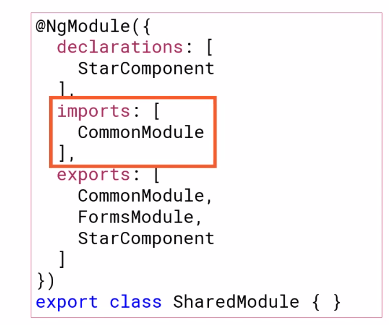 @NgModule({
declarations: [
StarComponent
],
imports: [
CommonModule
],
exports: [
CommonModule,
FormsModule,
StarComponent
]
})
export class SharedModule { }